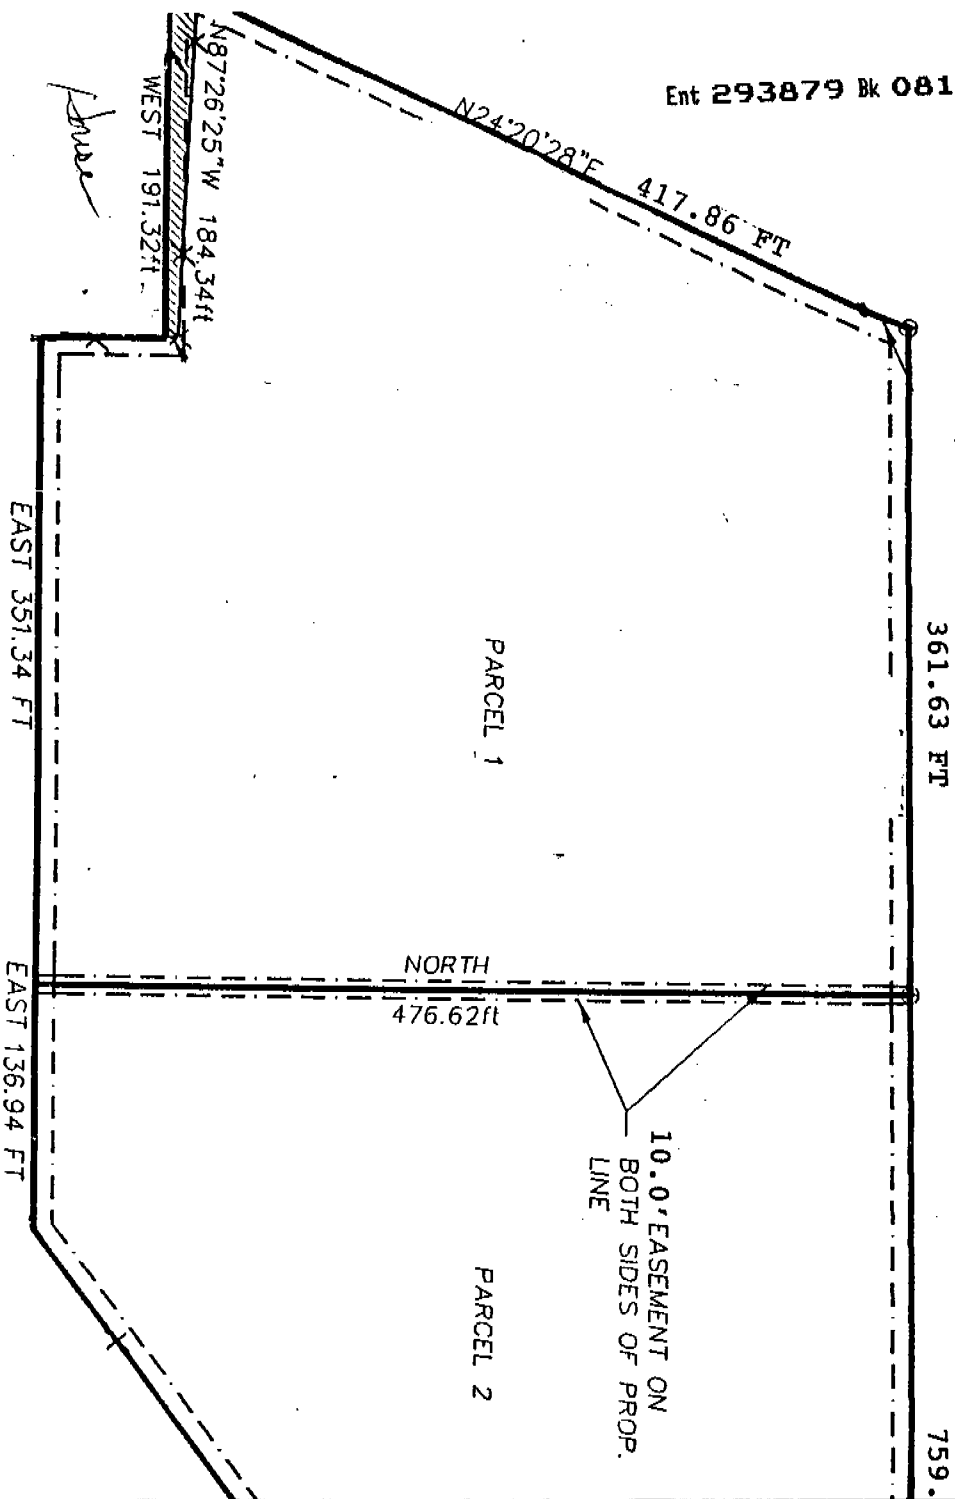 Ent 293879 Bk 081
N24°20'28"E 417.86 FT
N87°26'25"W 184.34ft
WEST 191.32ft
House
361.63 FT
EAST 351.34 FT
PARCEL 1
NORTH
476.62ft
10.0' EASEMENT ON
BOTH SIDES OF PROP.
LINE
EAST 136.94 FT
PARCEL 2
759.